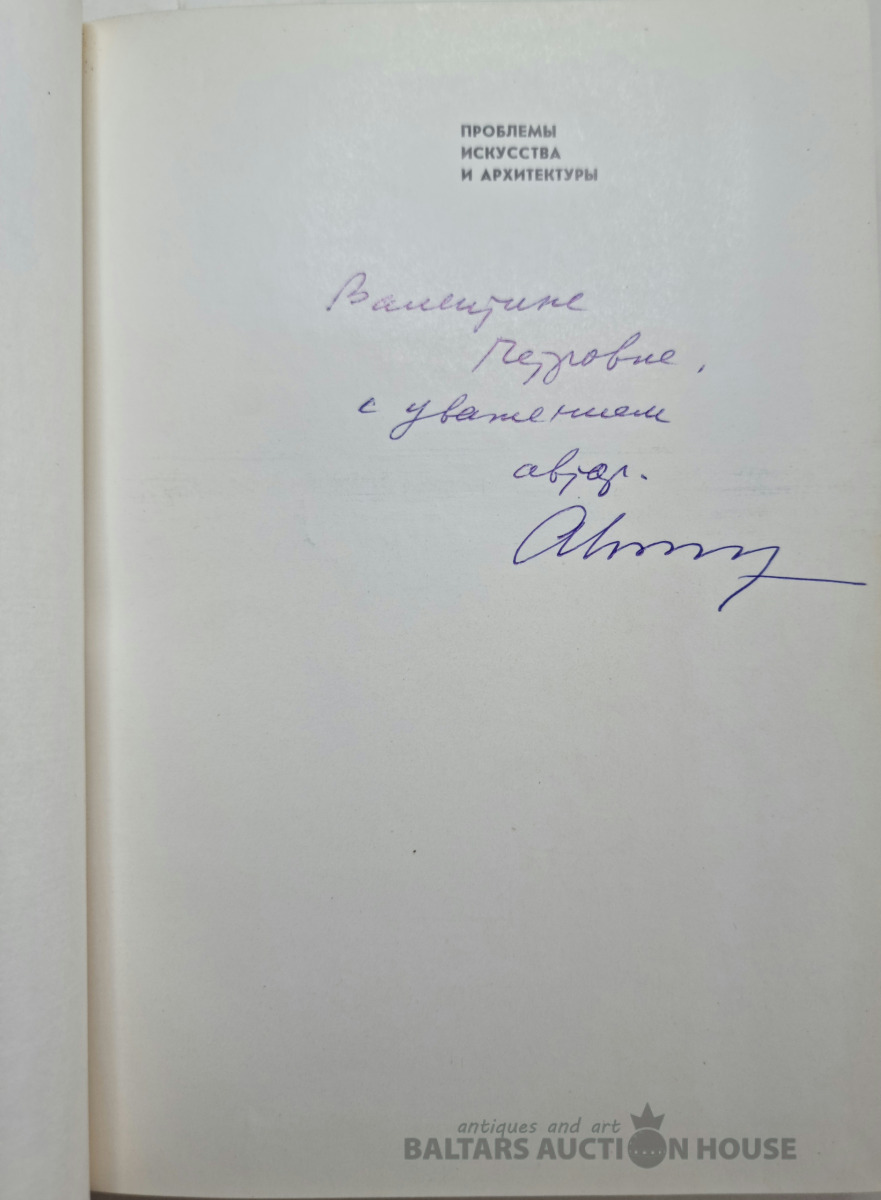 ПРОБЛЕМЫ
ИСКУССТВА
И АРХИТЕКТУРЫ
Валентине
Петровне,
с уважением
автор.
antiques and art
BALTARS AUCTION HOUSE